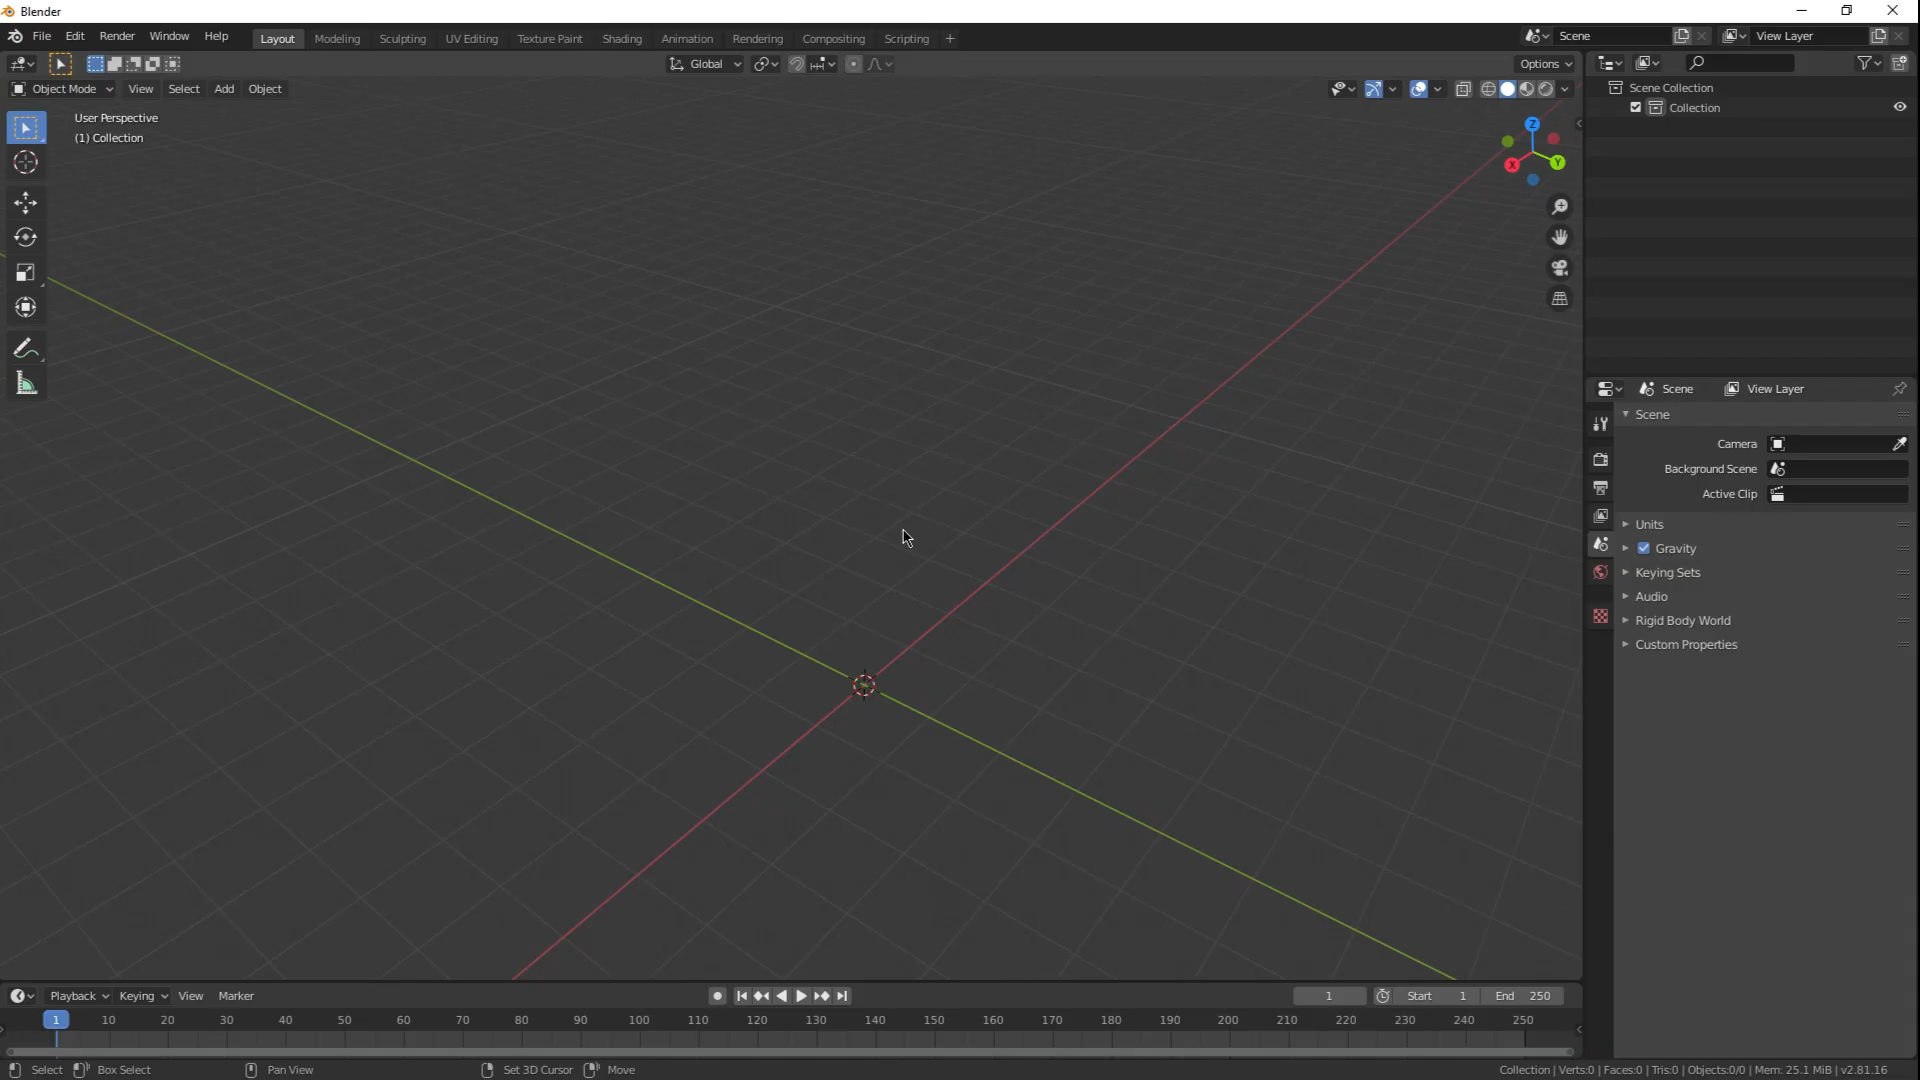 Blender
File Edit Render Window Help Layout Modeling Sculpting UV Editing Texture Paint Shading Animation Rendering Compositing Scripting + Scene View Layer
Global Options
Object Mode View Select Add Object
User Perspective
(1) Collection
Z
X Y
Scene Collection
Collection
Scene View Layer
Scene
Camera
Background Scene
Active Clip
Units
Gravity
Keying Sets
Audio
Rigid Body World
Custom Properties
Playback Keying View Marker 1 Start 1 End 250
1 10 20 30 40 50 60 70 80 90 100 110 120 130 140 150 160 170 180 190 200 210 220 230 240 250
Select Box Select Pan View Set 3D Cursor Move Collection | Verts:0 | Faces:0 | Tris:0 | Objects:0/0 | Mem: 25.1 MiB | v2.81.16